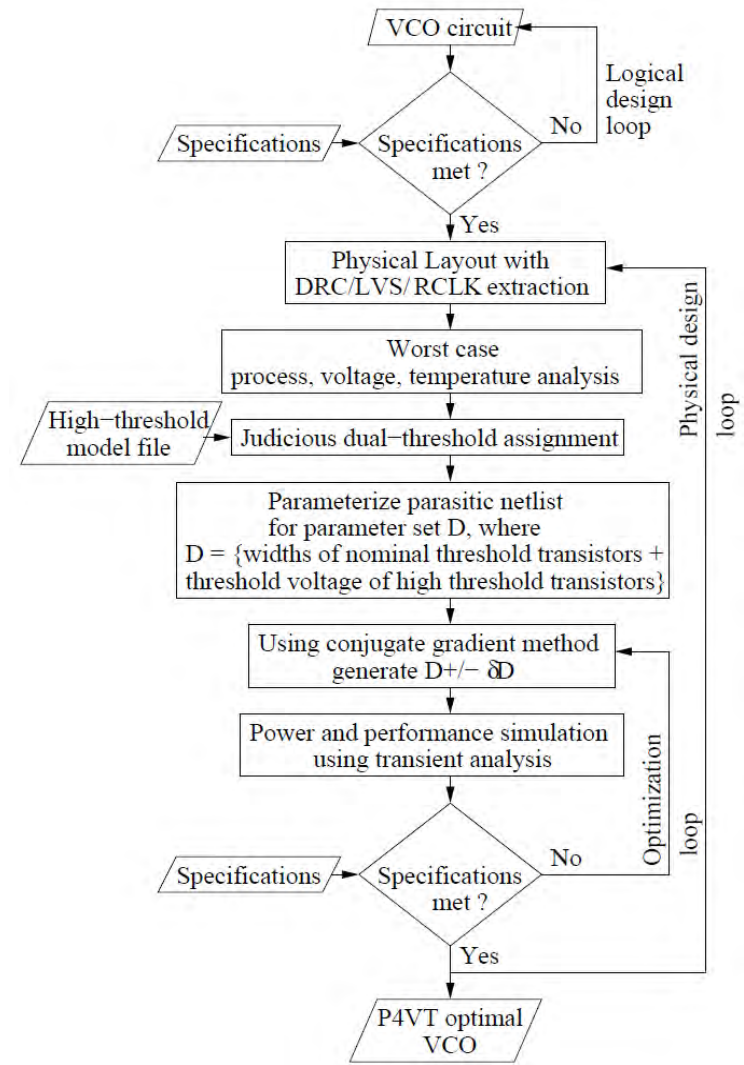 VCO circuit
Logical
design
loop
No
Specifications
Specifications
met ?
Yes
Physical Layout with
DRC/LVS/ RCLK extraction
Worst case
process, voltage, temperature analysis
Physical design
loop
High−threshold
model file
Judicious dual−threshold assignment
Parameterize parasitic netlist
for parameter set D, where
D = {widths of nominal threshold transistors +
threshold voltage of high threshold transistors}
Using conjugate gradient method
generate D+/− δD
Power and performance simulation
using transient analysis
Optimization
loop
No
Specifications
Specifications
met ?
Yes
P4VT optimal
VCO